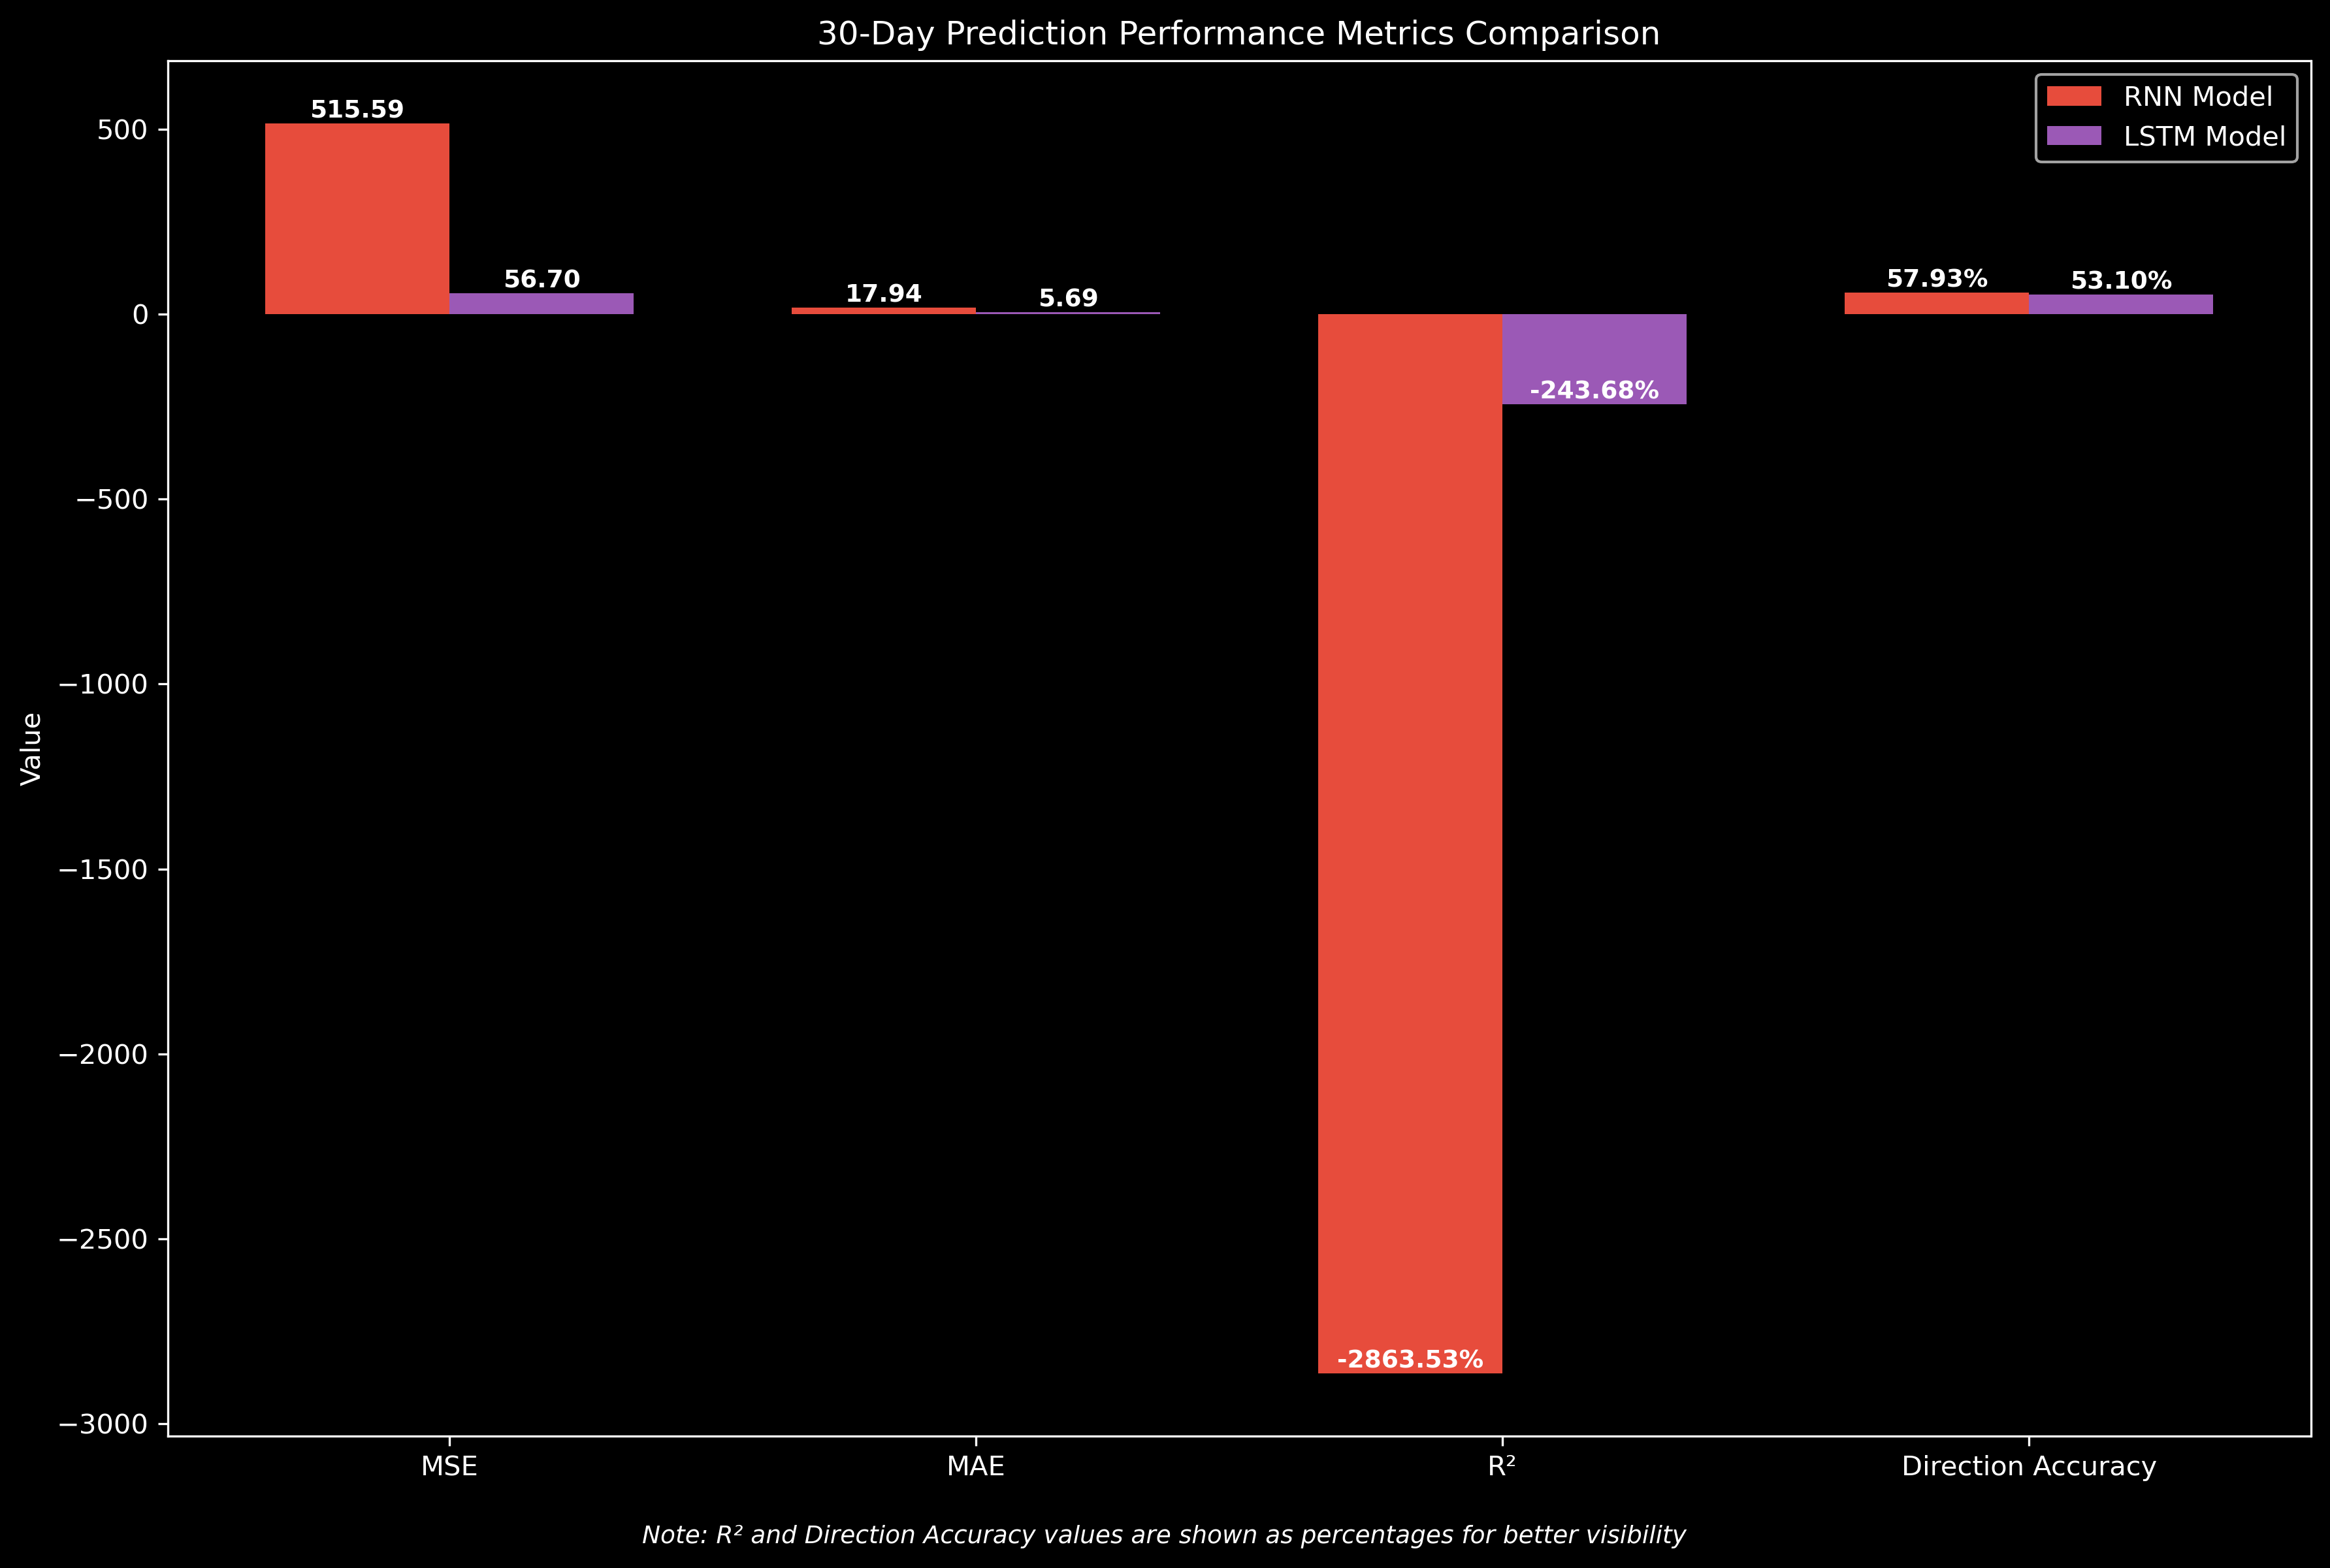 30-Day Prediction Performance Metrics Comparison
RNN Model
LSTM Model
515.59
56.70
17.94
5.69
-2863.53%
-243.68%
57.93%
53.10%
500
0
−500
−1000
−1500
−2000
−2500
−3000
Value
MSE
MAE
R²
Direction Accuracy
Note: R² and Direction Accuracy values are shown as percentages for better visibility